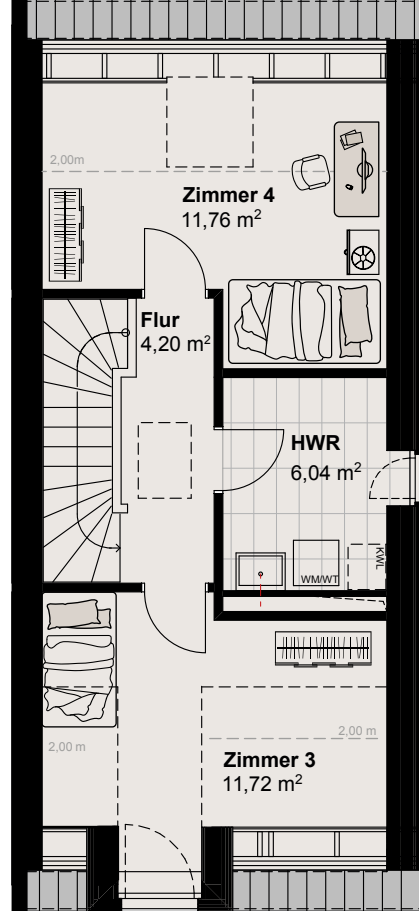 2,00m
Zimmer 4
11,76 m²
Flur
4,20 m²
HWR
6,04 m²
WM/WT
KWL
2,00 m
2,00 m
Zimmer 3
11,72 m²